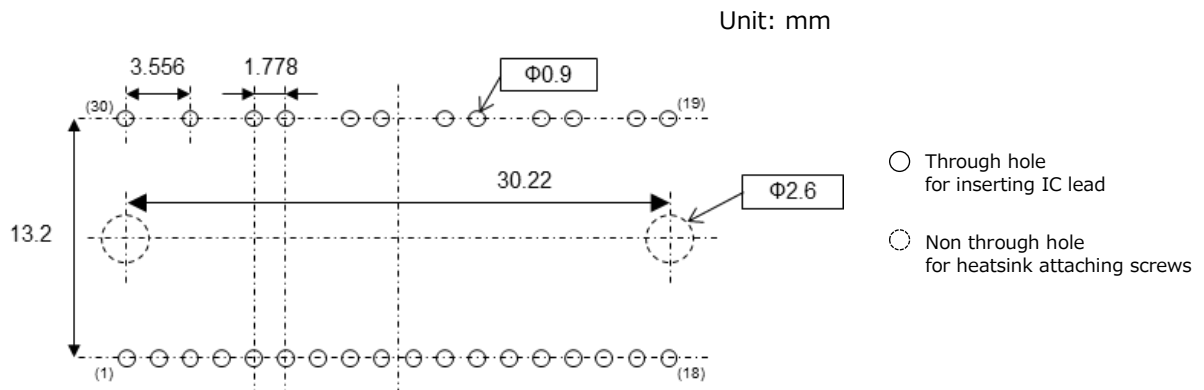 Unit: mm
3.556
1.778
Φ0.9
(30)
(19)
30.22
Φ2.6
13.2
(1)
(18)
Through hole
for inserting IC lead
Non through hole
for heatsink attaching screws